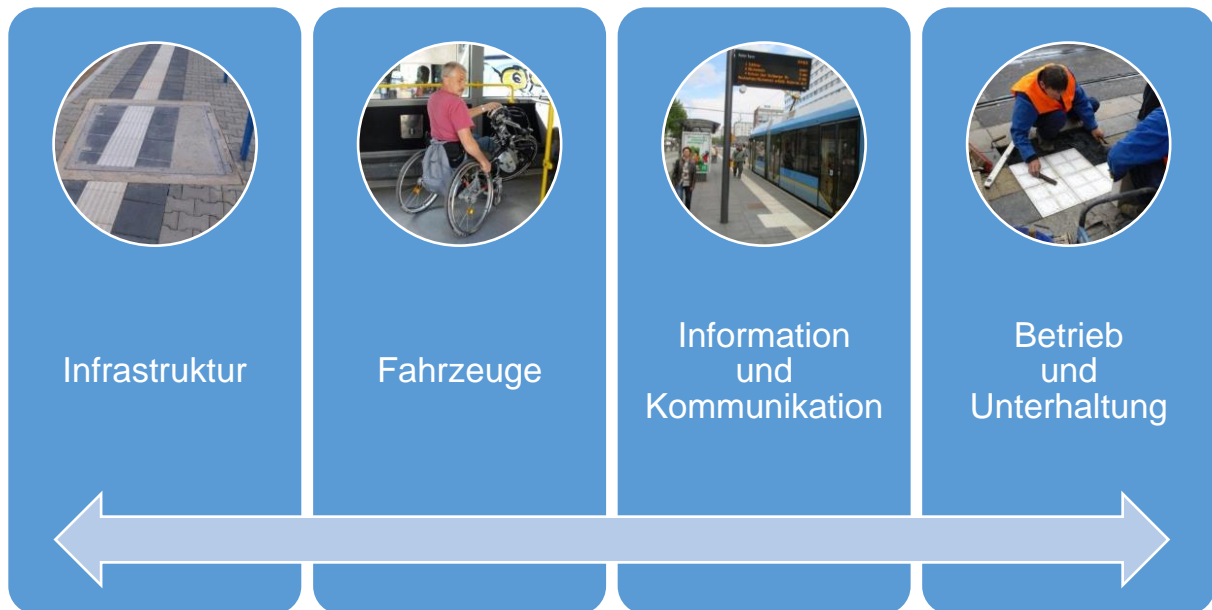 Infrastruktur
Fahrzeuge
Information
und
Kommunikation
Betrieb
und
Unterhaltung